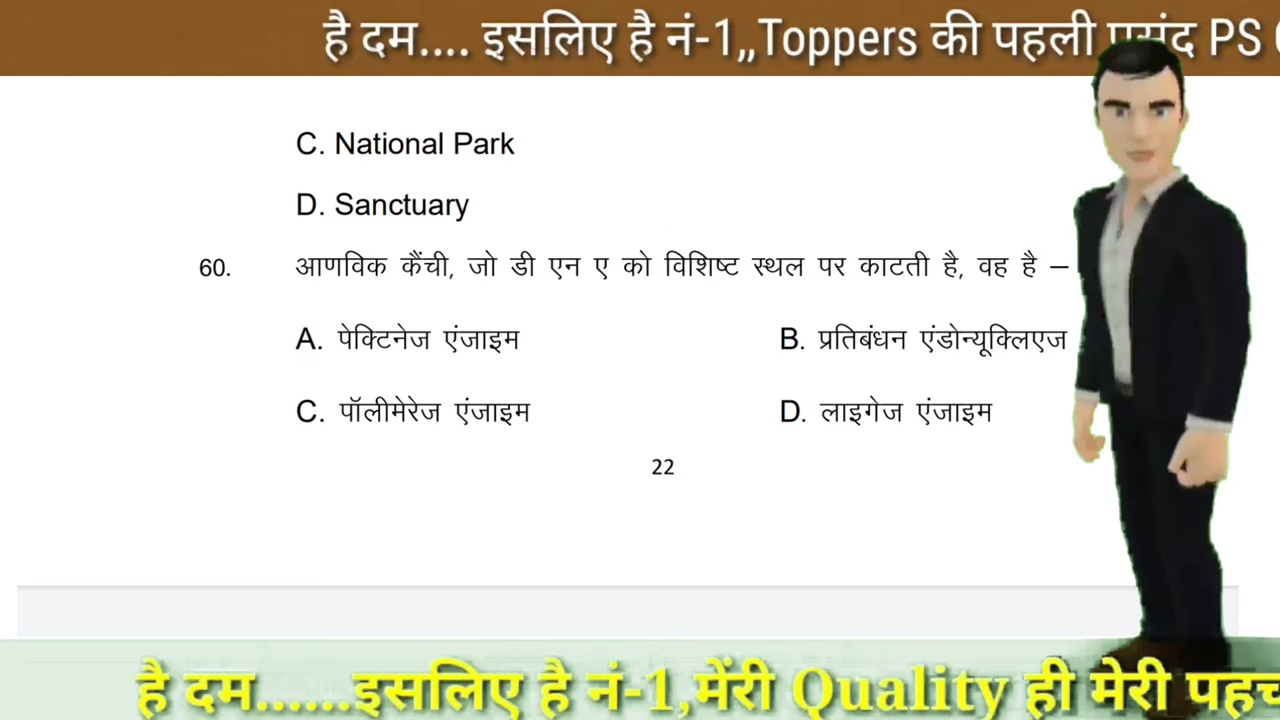 है दम.... इसलिए है नं-1,,Toppers की पहली पसंद PS
C. National Park
D. Sanctuary
60. आणविक कैंची, जो डी एन ए को विशिष्ट स्थल पर काटती है, वह है –
A. पेक्टिनेज एंजाइम B. प्रतिबंधन एंडोन्यूक्लिएज
C. पॉलीमेरेज एंजाइम D. लाइगेज एंजाइम
22
है दम......इसलिए है नं-1,मेंरी Quality ही मेरी